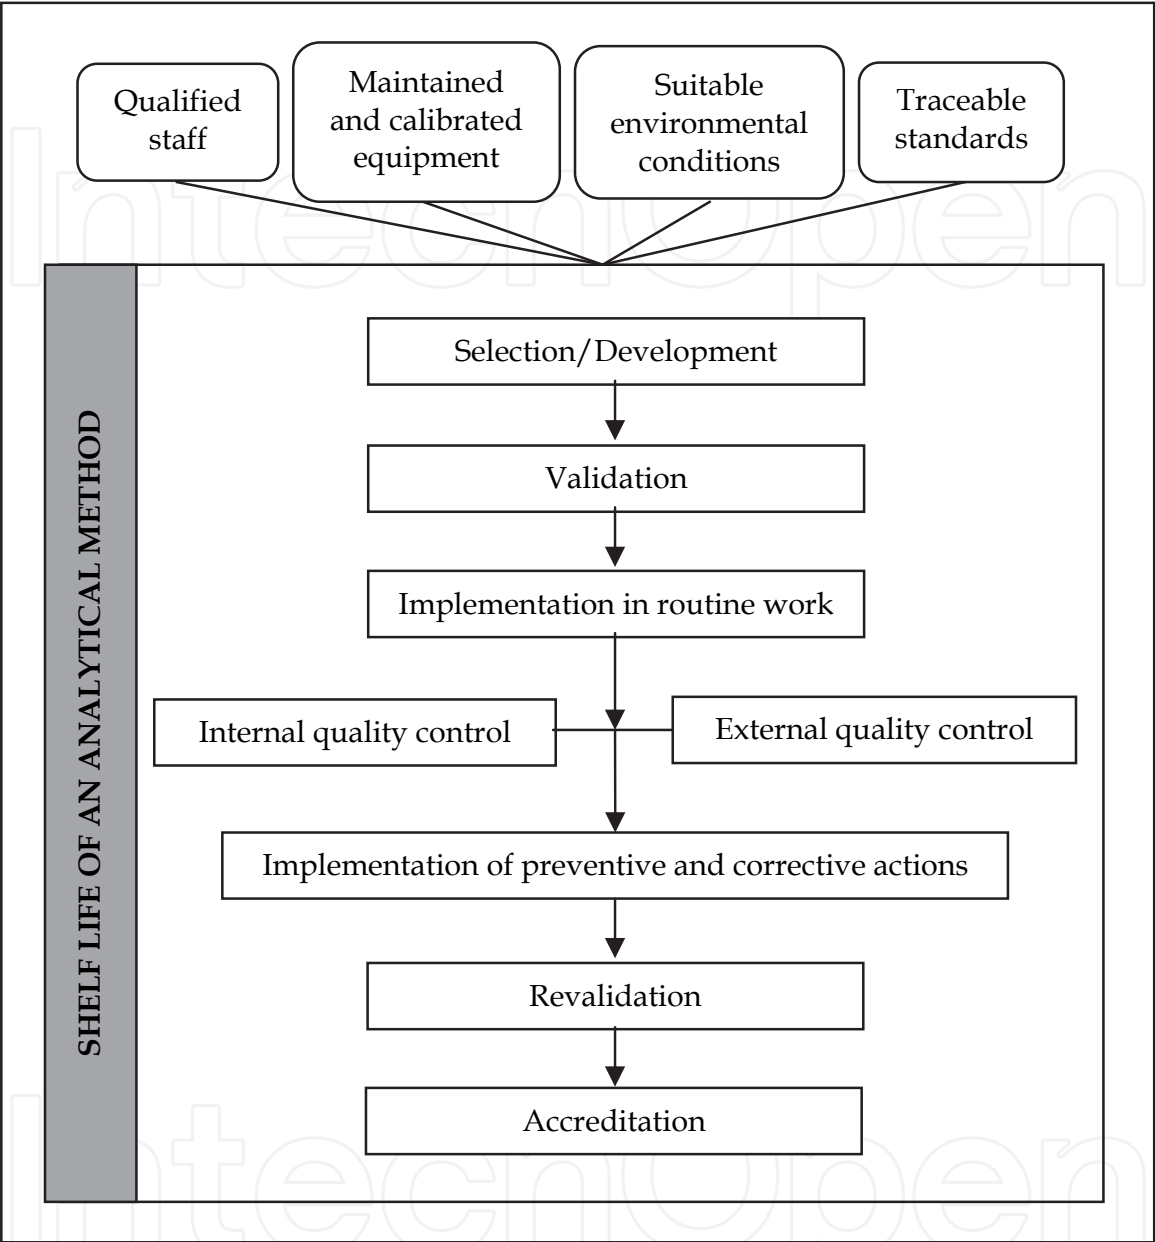 Qualified
staff
Maintained
and calibrated
equipment
Suitable
environmental
conditions
Traceable
standards
SHELF LIFE OF AN ANALYTICAL METHOD
Selection/Development
Validation
Implementation in routine work
Internal quality control
External quality control
Implementation of preventive and corrective actions
Revalidation
Accreditation
IntechOpen
IntechOpen